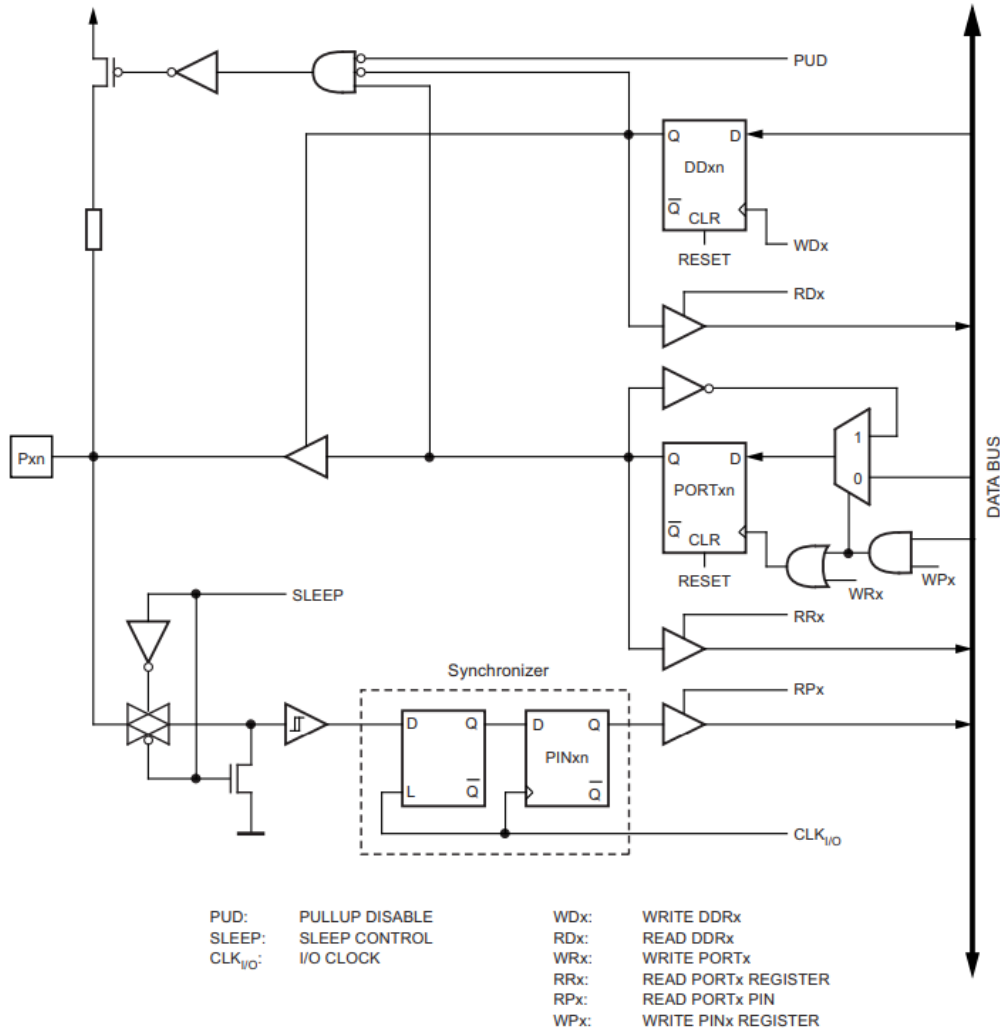 PUD
Q D
DDxn
Q
CLR
WDx
RESET
RDx
Pxn
1
Q D
0
PORTxn
Q
CLR
DATA BUS
RESET
WRx
WPx
SLEEP
RRx
Synchronizer
RPx
D Q D Q
PINxn
L Q Q
CLKI/O
PUD: PULLUP DISABLE WDx: WRITE DDRx
SLEEP: SLEEP CONTROL RDx: READ DDRx
CLKI/O: I/O CLOCK WRx: WRITE PORTx
RRx: READ PORTx REGISTER
RPx: READ PORTx PIN
WPx: WRITE PINx REGISTER